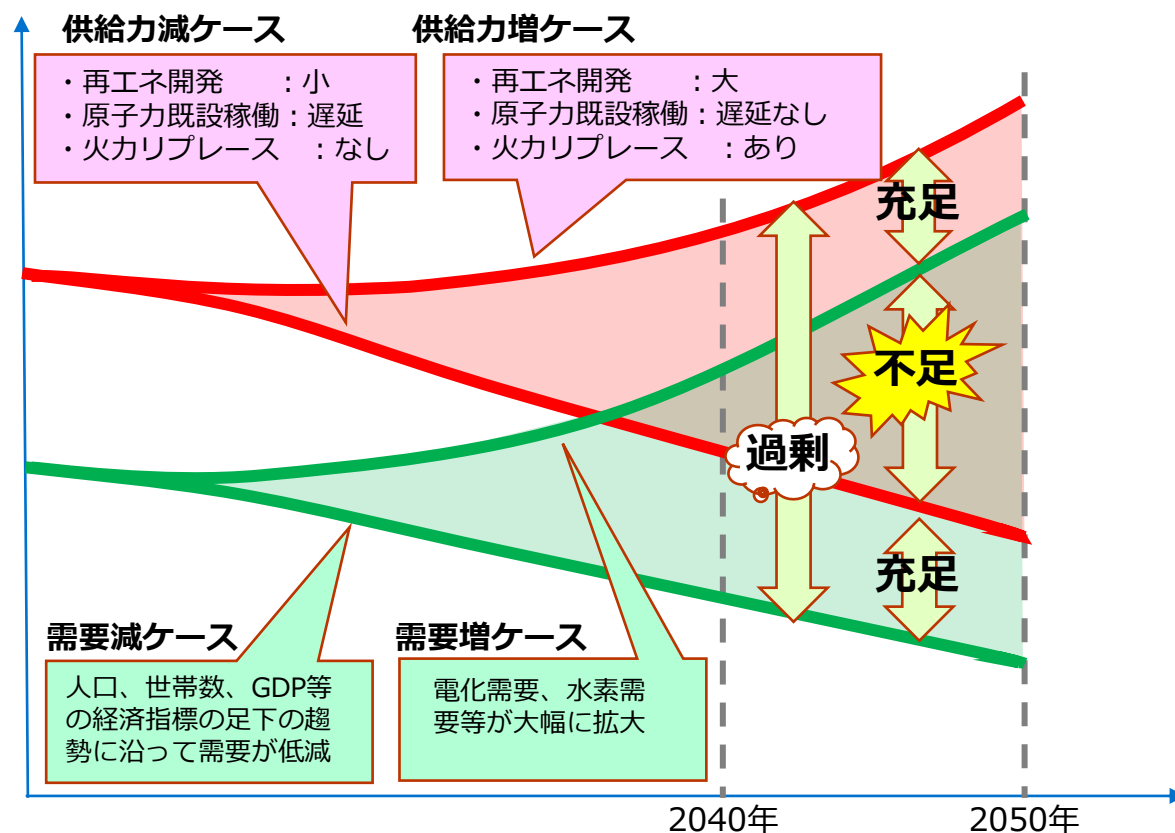 供給力減ケース
・再エネ開発　　：小
・原子力既設稼働：遅延
・火力リプレース　：なし
供給力増ケース
・再エネ開発　　：大
・原子力既設稼働：遅延なし
・火力リプレース　：あり
充足
不足
過剰
充足
需要減ケース
人口、世帯数、GDP等
の経済指標の足下の趨
勢に沿って需要が低減
需要増ケース
電化需要、水素需
要等が大幅に拡大
2040年
2050年